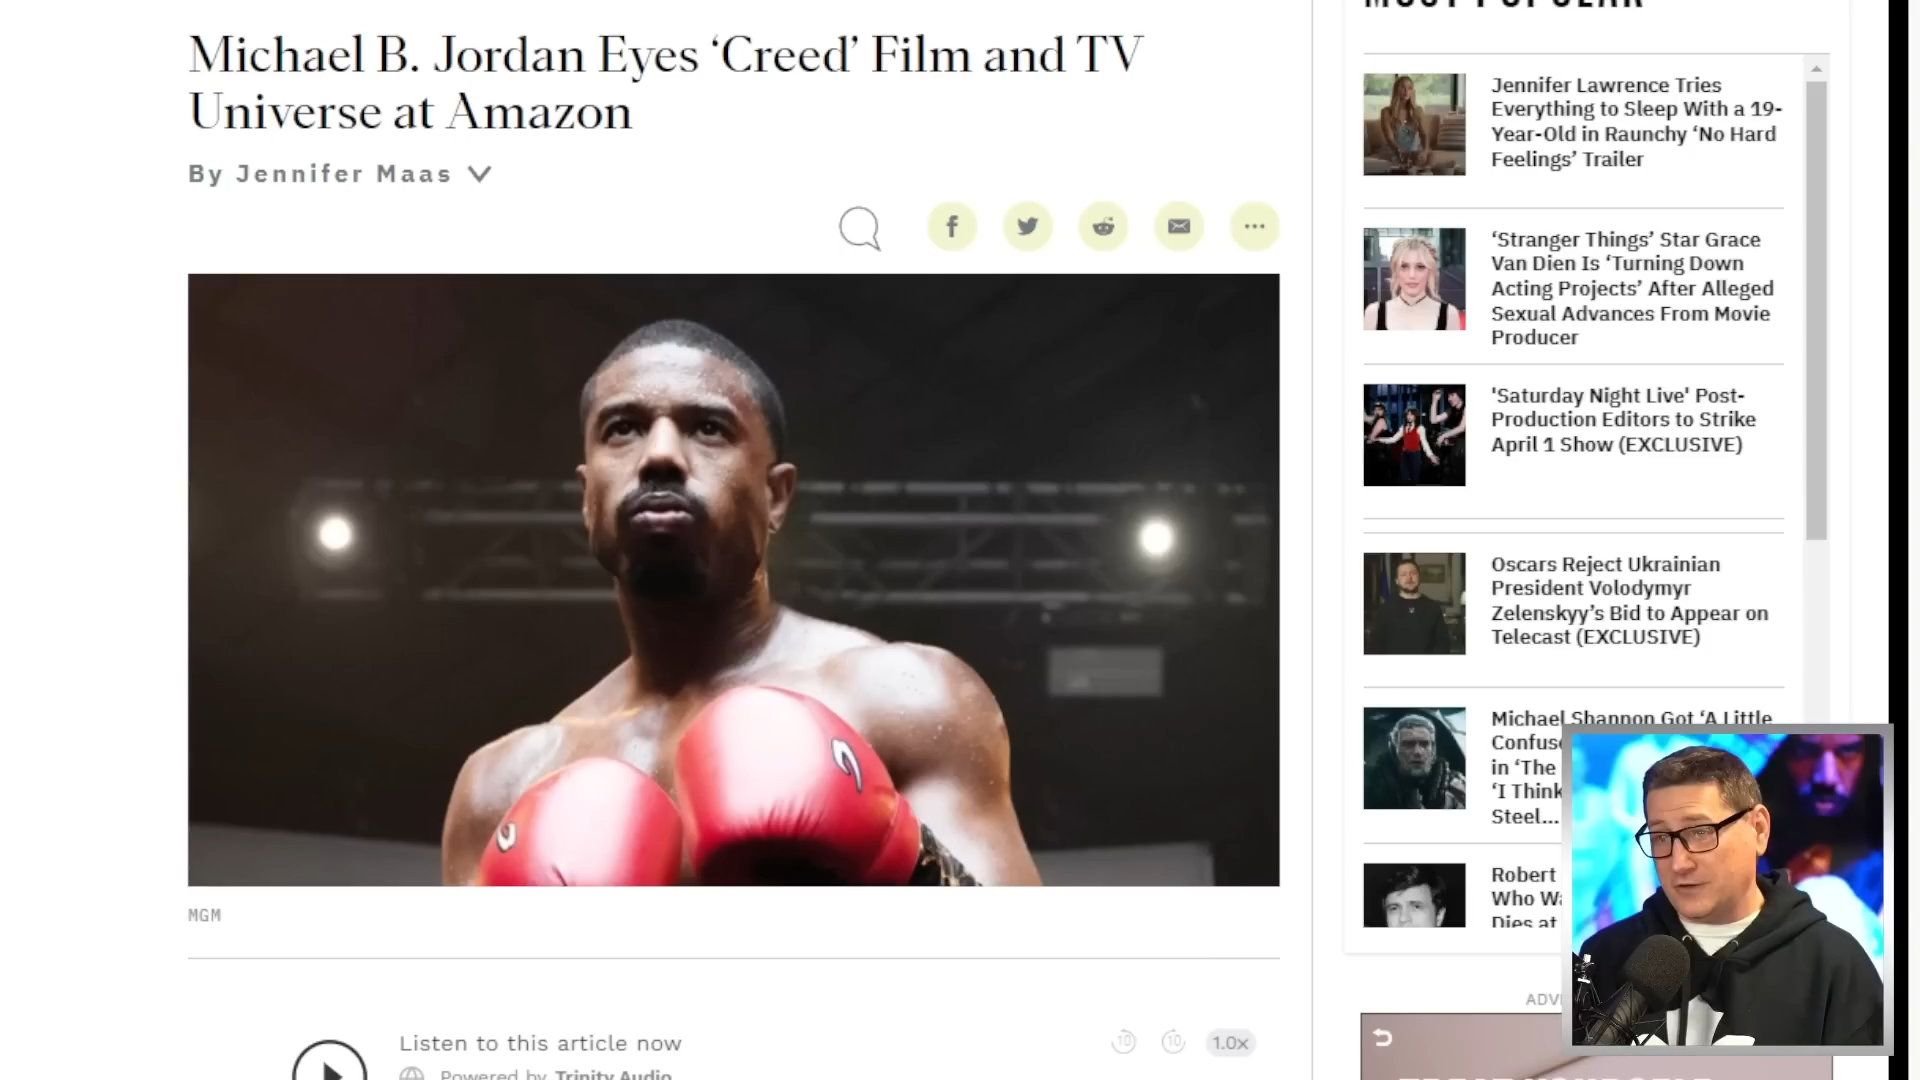 Michael B. Jordan Eyes ‘Creed’ Film and TV
Universe at Amazon
By Jennifer Maas
MGM
Listen to this article now
10
10
1.0x
Powered by Trinity Audio
MOST POPULAR
Jennifer Lawrence Tries
Everything to Sleep With a 19-
Year-Old in Raunchy ‘No Hard
Feelings’ Trailer
‘Stranger Things’ Star Grace
Van Dien Is ‘Turning Down
Acting Projects’ After Alleged
Sexual Advances From Movie
Producer
'Saturday Night Live' Post-
Production Editors to Strike
April 1 Show (EXCLUSIVE)
Oscars Reject Ukrainian
President Volodymyr
Zelenskyy’s Bid to Appear on
Telecast (EXCLUSIVE)
Michael Shannon Got ‘A Little
in ‘The
‘I Think
Steel...
Robert
Who
Dies at